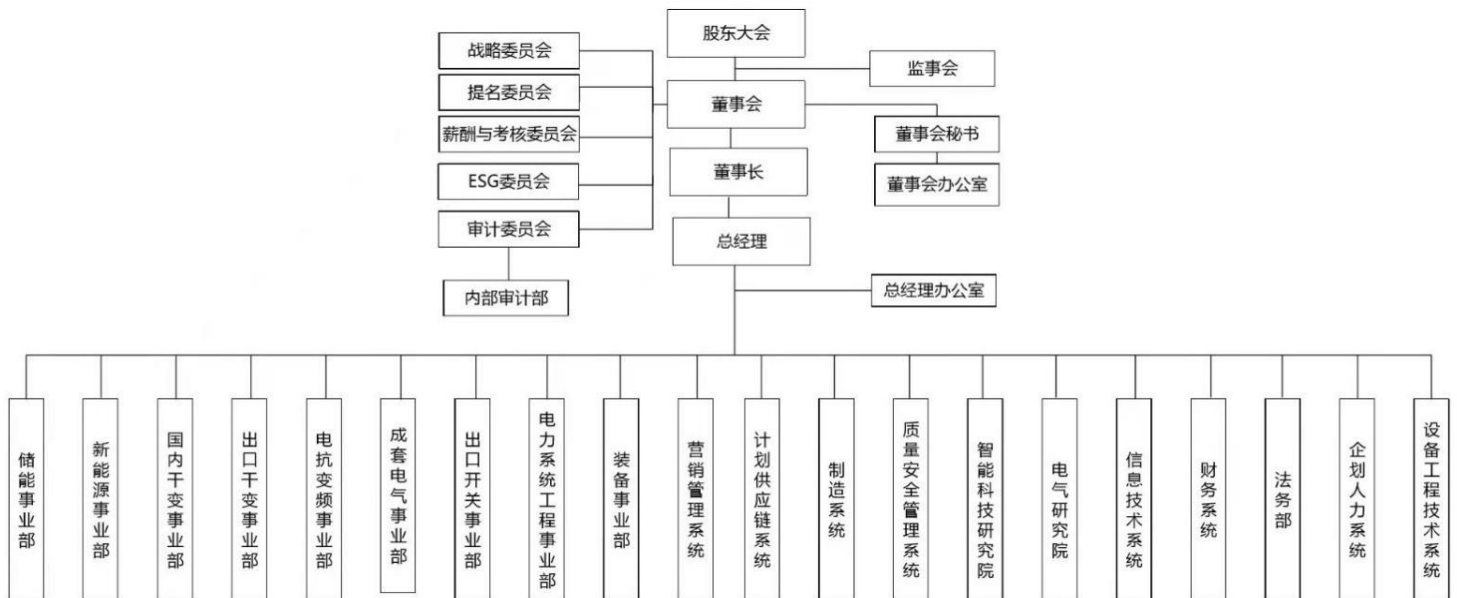 股东大会
战略委员会
监事会
提名委员会
董事会
薪酬与考核委员会
董事会秘书
董事长
ESG委员会
董事会办公室
审计委员会
总经理
内部审计部
总经理办公室
储能事业部
新能源事业部
国内干变事业部
出口干变事业部
电抗变频事业部
成套电气事业部
出口开关事业部
电力系统工程事业部
装备事业部
营销管理系统
计划供应链系统
制造系统
质量安全管理系统
智能科技研究院
电气研究院
信息技术系统
财务系统
法务部
企划人力系统
设备工程技术系统